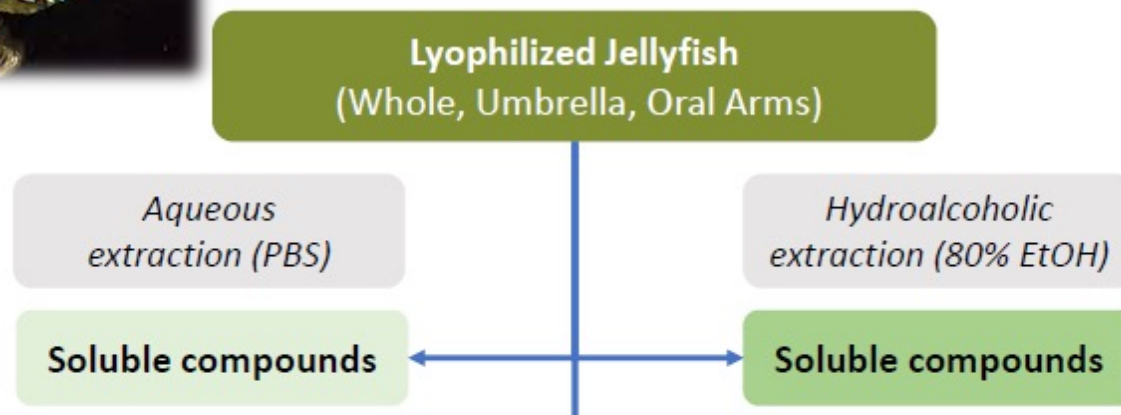 Lyophilized Jellyfish
(Whole, Umbrella, Oral Arms)
Aqueous
extraction (PBS)
Hydroalcoholic
extraction (80% EtOH)
Soluble compounds
Soluble compounds